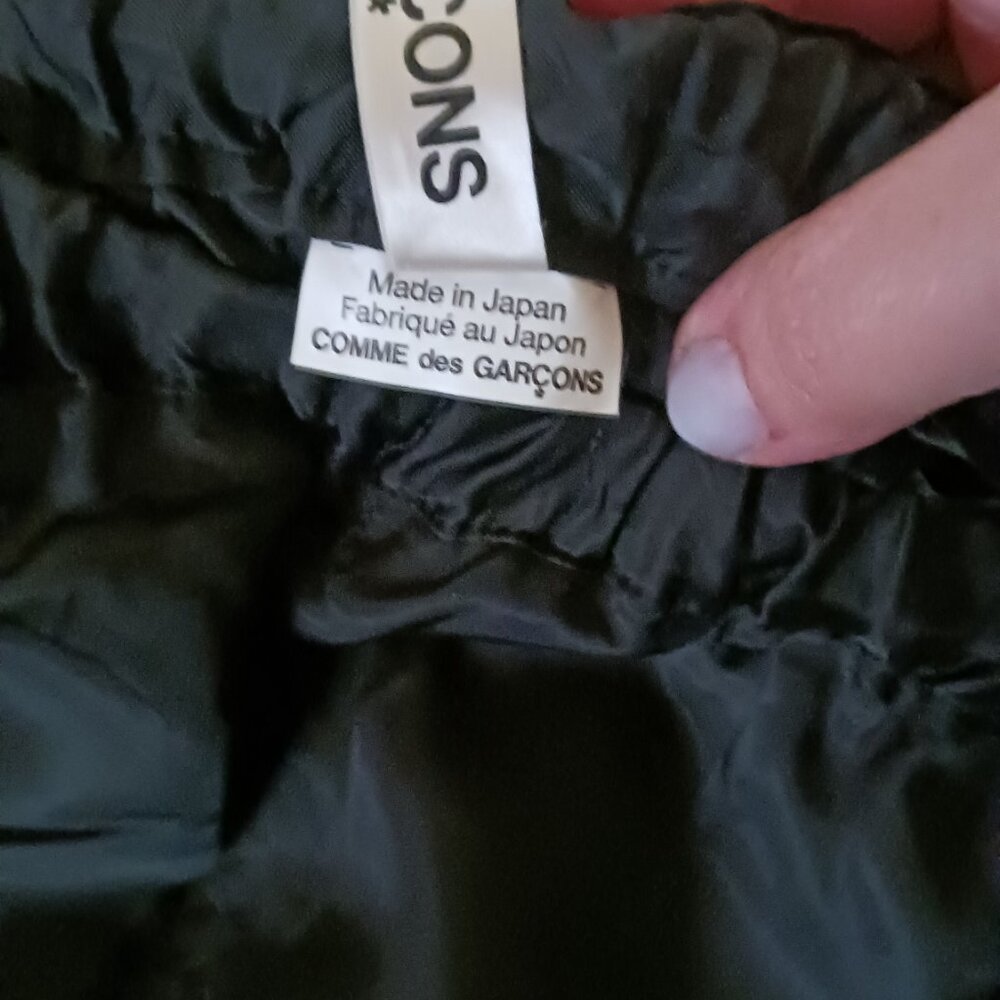 ÇONS
Made in Japan
Fabriqué au Japon
COMME des GARÇONS